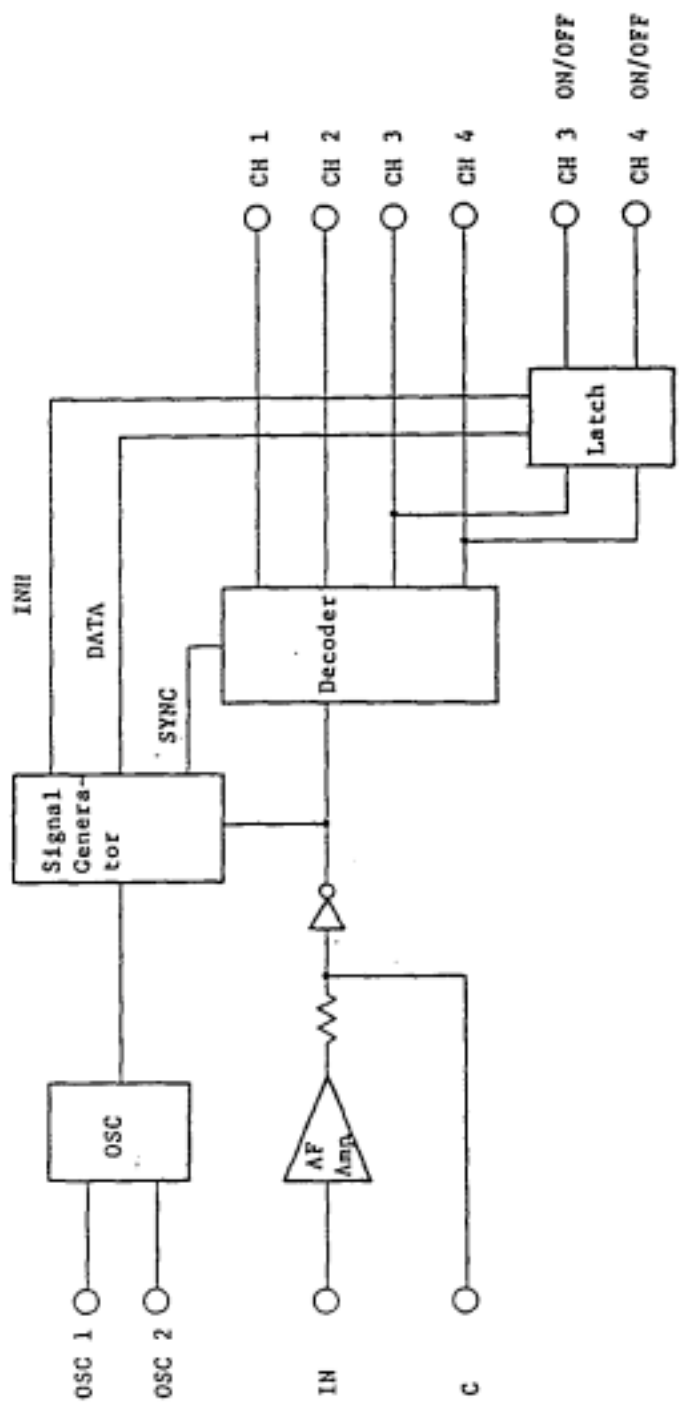 OSC 1
OSC 2
IN
C
OSC
AF
Amp
Signal
Genera-
tor
INH
DATA
SYNC
Decoder
Latch
CH 1
CH 2
CH 3
CH 4
CH 3 ON/OFF
CH 4 ON/OFF